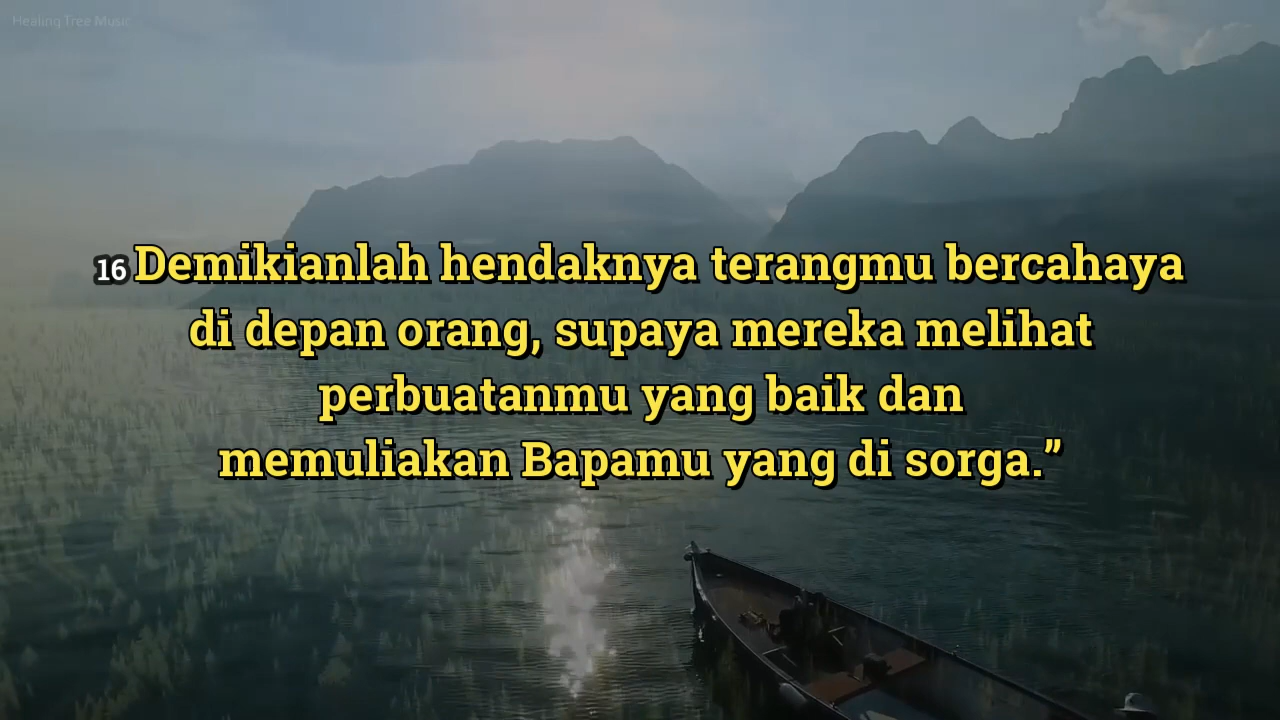 Healing Tree Music
16 Demikianlah hendaknya terangmu bercahaya
di depan orang, supaya mereka melihat
perbuatanmu yang baik dan
memuliakan Bapamu yang di sorga.”